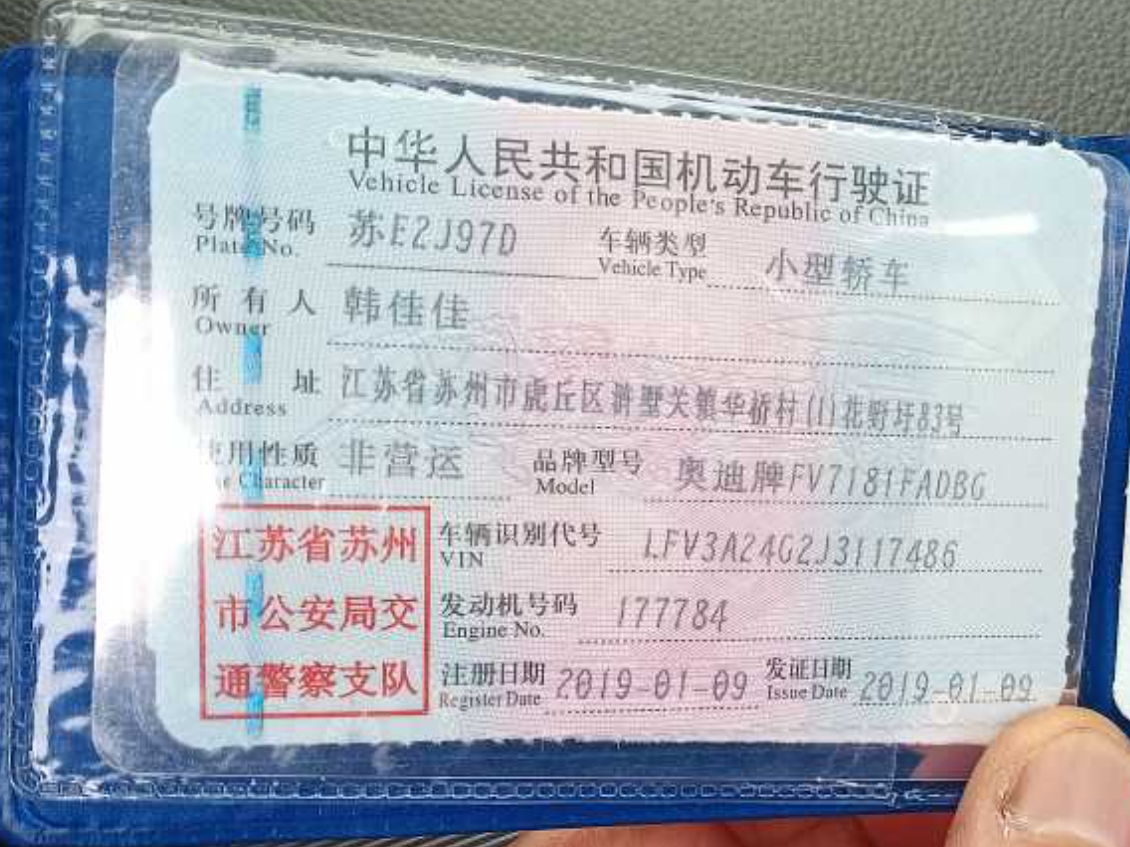 中华人民共和国机动车行驶证
Vehicle License of the People's Republic of China
号牌号码 苏E2J97D 车辆类型 小型轿车
Plate No. Vehicle Type
所有人 韩佳佳
Owner
住址 江苏省苏州市虎丘区浒墅关镇华桥村(1)花野圩83号
Address
使用性质 非营运 品牌型号 奥迪牌FV7181FADBG
Use Character Model
江苏省苏州
市公安局交
通警察支队
车辆识别代号 LFV3A24G2J3117486
VIN
发动机号码 177784
Engine No.
注册日期 2019-01-09 发证日期 2019-01-09
Register Date Issue Date